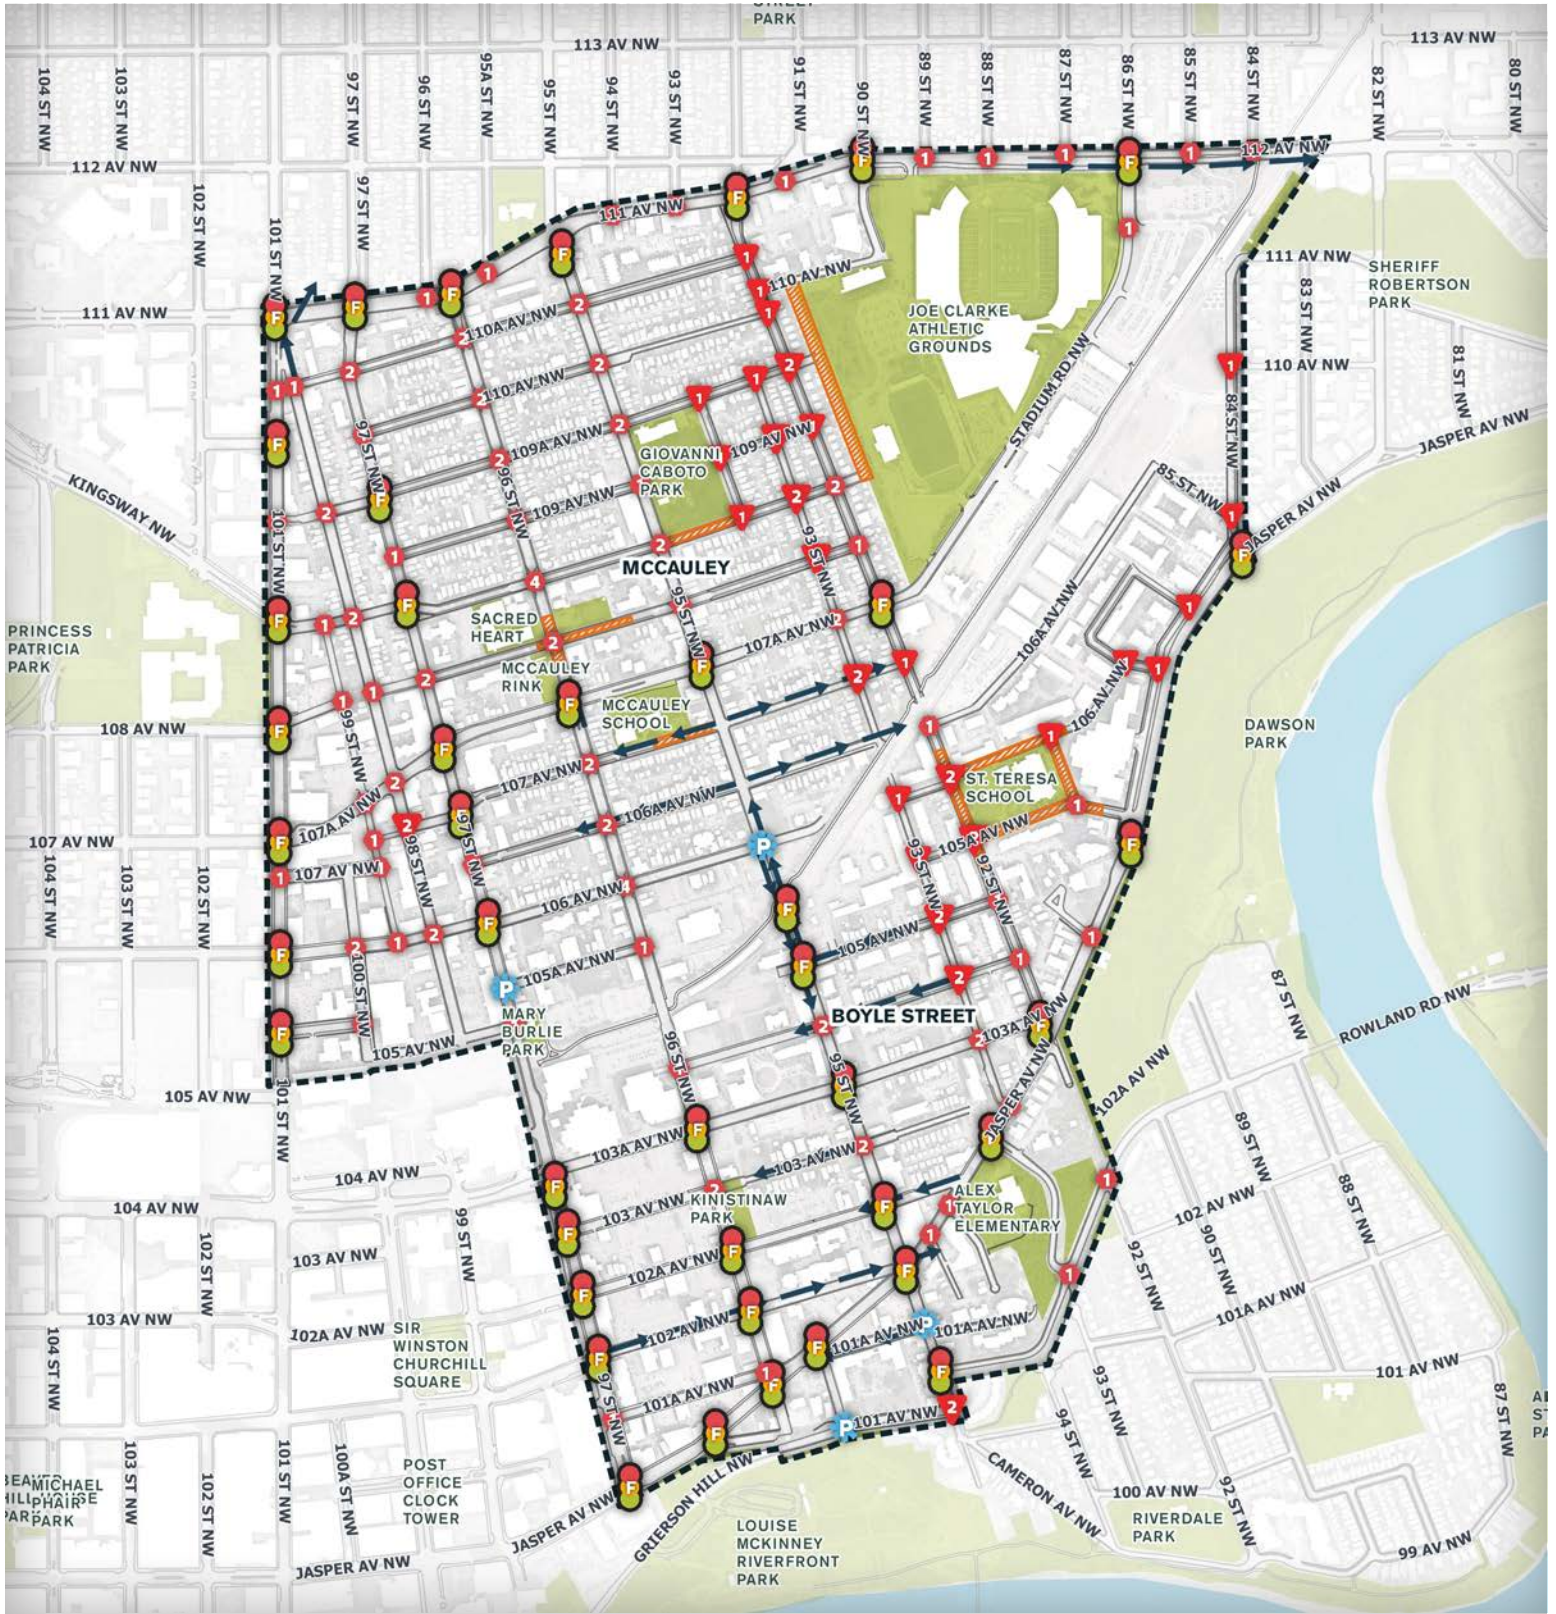 PARK
113 AV NW
113 AV NW
104 ST NW
103 ST NW
97 ST NW
96 ST NW
95A ST NW
95 ST NW
94 ST NW
93 ST NW
91 ST NW
90 ST NW
89 ST NW
88 ST NW
87 ST NW
86 ST NW
85 ST NW
84 ST NW
82 ST NW
80 ST NW
112 AV NW
112 AV NW
102 ST NW
97 ST NW
101 ST NW
111 AV NW
110 AV NW
111 AV NW
SHERIFF
ROBERTSON
PARK
83 ST NW
111 AV NW
110A AV NW
JOE CLARKE
ATHLETIC
GROUNDS
STADIUM RD NW
110 AV NW
81 ST NW
110 AV NW
84 ST NW
JASPER AV NW
97 ST NW
109A AV NW
GIOVANNI
CABOTO
PARK
109 AV NW
KINGSWAY NW
96 ST NW
109 AV NW
85 ST NW
JASPER AV NW
101 ST NW
93 ST NW
MCCAULEY
95 ST NW
106A AV NW
PRINCESS
PATRICIA
PARK
SACRED
HEART
107A AV NW
MCCAULEY
RINK
MCCAULEY
SCHOOL
108 AV NW
99 ST NW
106 AV NW
DAWSON
PARK
107 AV NW
ST. TERESA
SCHOOL
107A AV NW
106A AV NW
107 AV NW
97 ST NW
98 ST NW
93 ST NW
105A AV NW
92 ST NW
107 AV NW
104 ST NW
103 ST NW
102 ST NW
106 AV NW
105 AV NW
100 ST NW
105A AV NW
87 ST NW
ROWLAND RD NW
MARY
BURLIE
PARK
BOYLE STREET
103A AV NW
105 AV NW
96 ST NW
95 ST NW
JASPER AV NW
102A AV NW
105 AV NW
101 ST NW
103A AV NW
103 AV NW
89 ST NW
88 ST NW
104 AV NW
104 AV NW
103 AV NW
KINISTINAW
PARK
ALEX
TAYLOR
ELEMENTARY
102 AV NW
90 ST NW
92 ST NW
99 ST NW
102 ST NW
103 AV NW
102A AV NW
101A AV NW
103 AV NW
102A AV NW
SIR
WINSTON
CHURCHILL
SQUARE
102 AV NW
101A AV NW
101A AV NW
104 ST NW
101 AV NW
97 ST NW
101A AV NW
93 ST NW
87 ST NW
101 AV NW
94 ST NW
103 ST NW
102 ST NW
101 ST NW
100A ST NW
POST
OFFICE
CLOCK
TOWER
JASPER AV NW
GRIERSON HILL NW
CAMERON AV NW
100 AV NW
92 ST NW
RIVERDALE
PARK
MICHAEL
PHAIR
PARK
LOUISE
MCKINNEY
RIVERFRONT
PARK
99 AV NW
JASPER AV NW